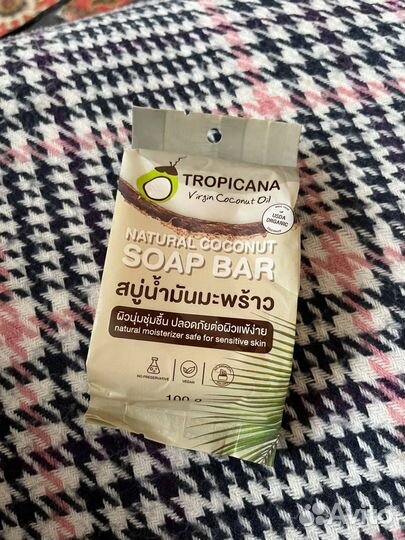 TROPICANA
Virgin Coconut Oil
USDA
ORGANIC
NATURAL COCONUT
SOAP BAR
สบู่น้ำมันมะพร้าว
ผิวนุ่มชุ่มชื้น ปลอดภัยต่อผิวแพ้ง่าย
natural moisterizer safe for sensitive skin
NO PRESERVATIVE
VEGAN
100 g
Avito